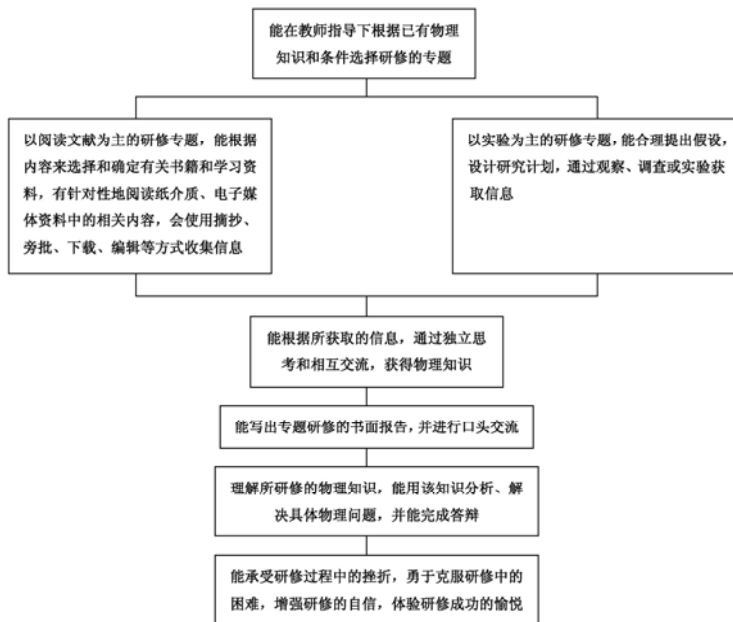 能在教师指导下根据已有物理
知识和条件选择研修的专题
以阅读文献为主的研修专题，能根据
内容来选择和确定有关书籍和学习资
料，有针对性地阅读纸介质、电子媒
体资料中的相关内容，会使用摘抄、
旁批、下载、编辑等方式收集信息
以实验为主的研修专题，能合理提出假设，
设计研究计划，通过观察、调查或实验获
取信息
能根据所获取的信息，通过独立思
考和相互交流，获得物理知识
能写出专题研修的书面报告，并进行口头交流
理解所研修的物理知识，能用该知识分析、解
决具体物理问题，并能完成答辩
能承受研修过程中的挫折，勇于克服研修中的
困难，增强研修的自信，体验研修成功的愉悦